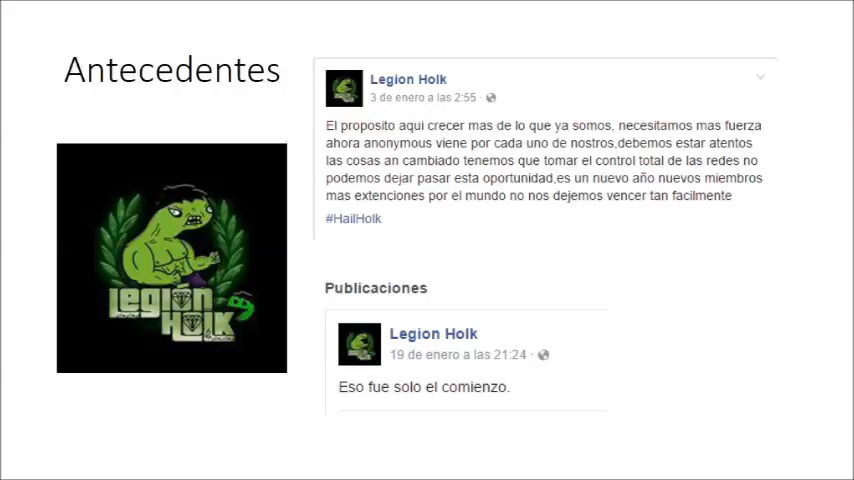 Antecedentes
Legion Holk
3 de enero a las 2:55 ·
El proposito aqui crecer mas de lo que ya somos, necesitamos mas fuerza
ahora anonymous viene por cada uno de nostros,debemos estar atentos
las cosas an cambiado tenemos que tomar el control total de las redes no
podemos dejar pasar esta oportunidad,es un nuevo año nuevos miembros
mas extenciones por el mundo no nos dejemos vencer tan facilmente
#HailHolk
Legión
Holk
Publicaciones
Legion Holk
19 de enero a las 21:24 ·
Eso fue solo el comienzo.